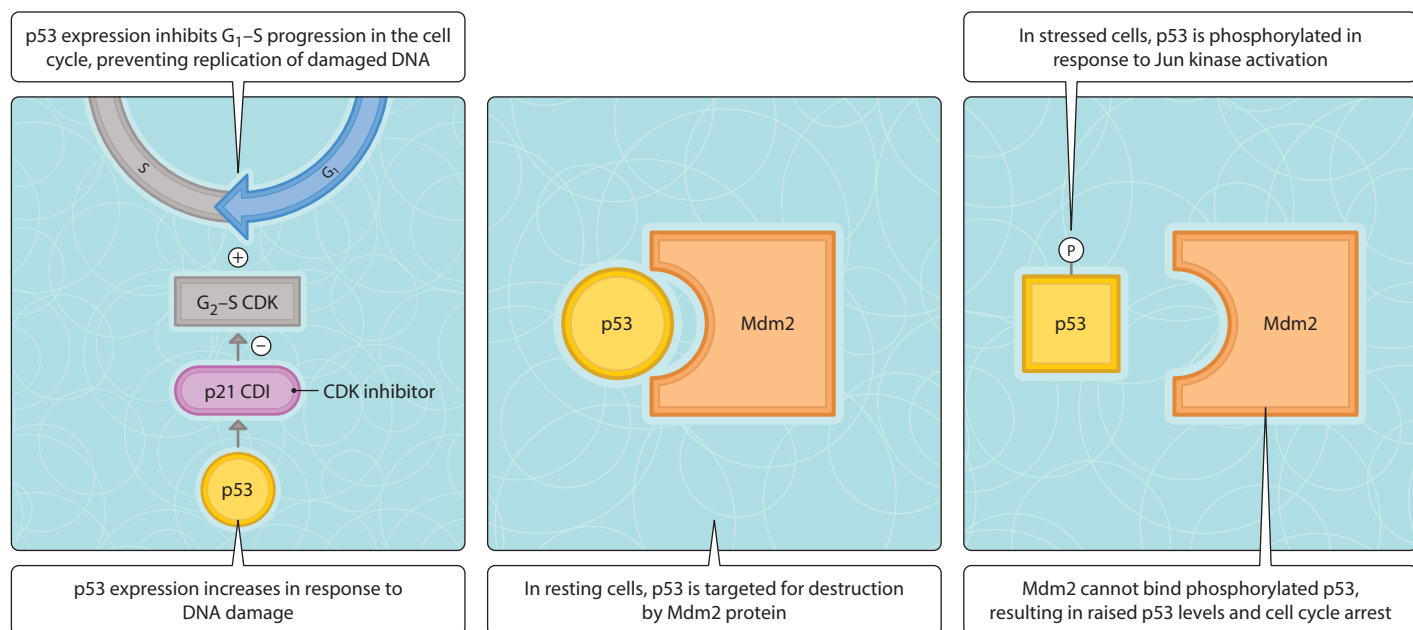 p53 expression inhibits G₁–S progression in the cell
cycle, preventing replication of damaged DNA
S
G₁
+
G₂–S CDK
−
p21 CDI
CDK inhibitor
p53
p53 expression increases in response to
DNA damage
p53
Mdm2
In resting cells, p53 is targeted for destruction
by Mdm2 protein
In stressed cells, p53 is phosphorylated in
response to Jun kinase activation
P
p53
Mdm2
Mdm2 cannot bind phosphorylated p53,
resulting in raised p53 levels and cell cycle arrest